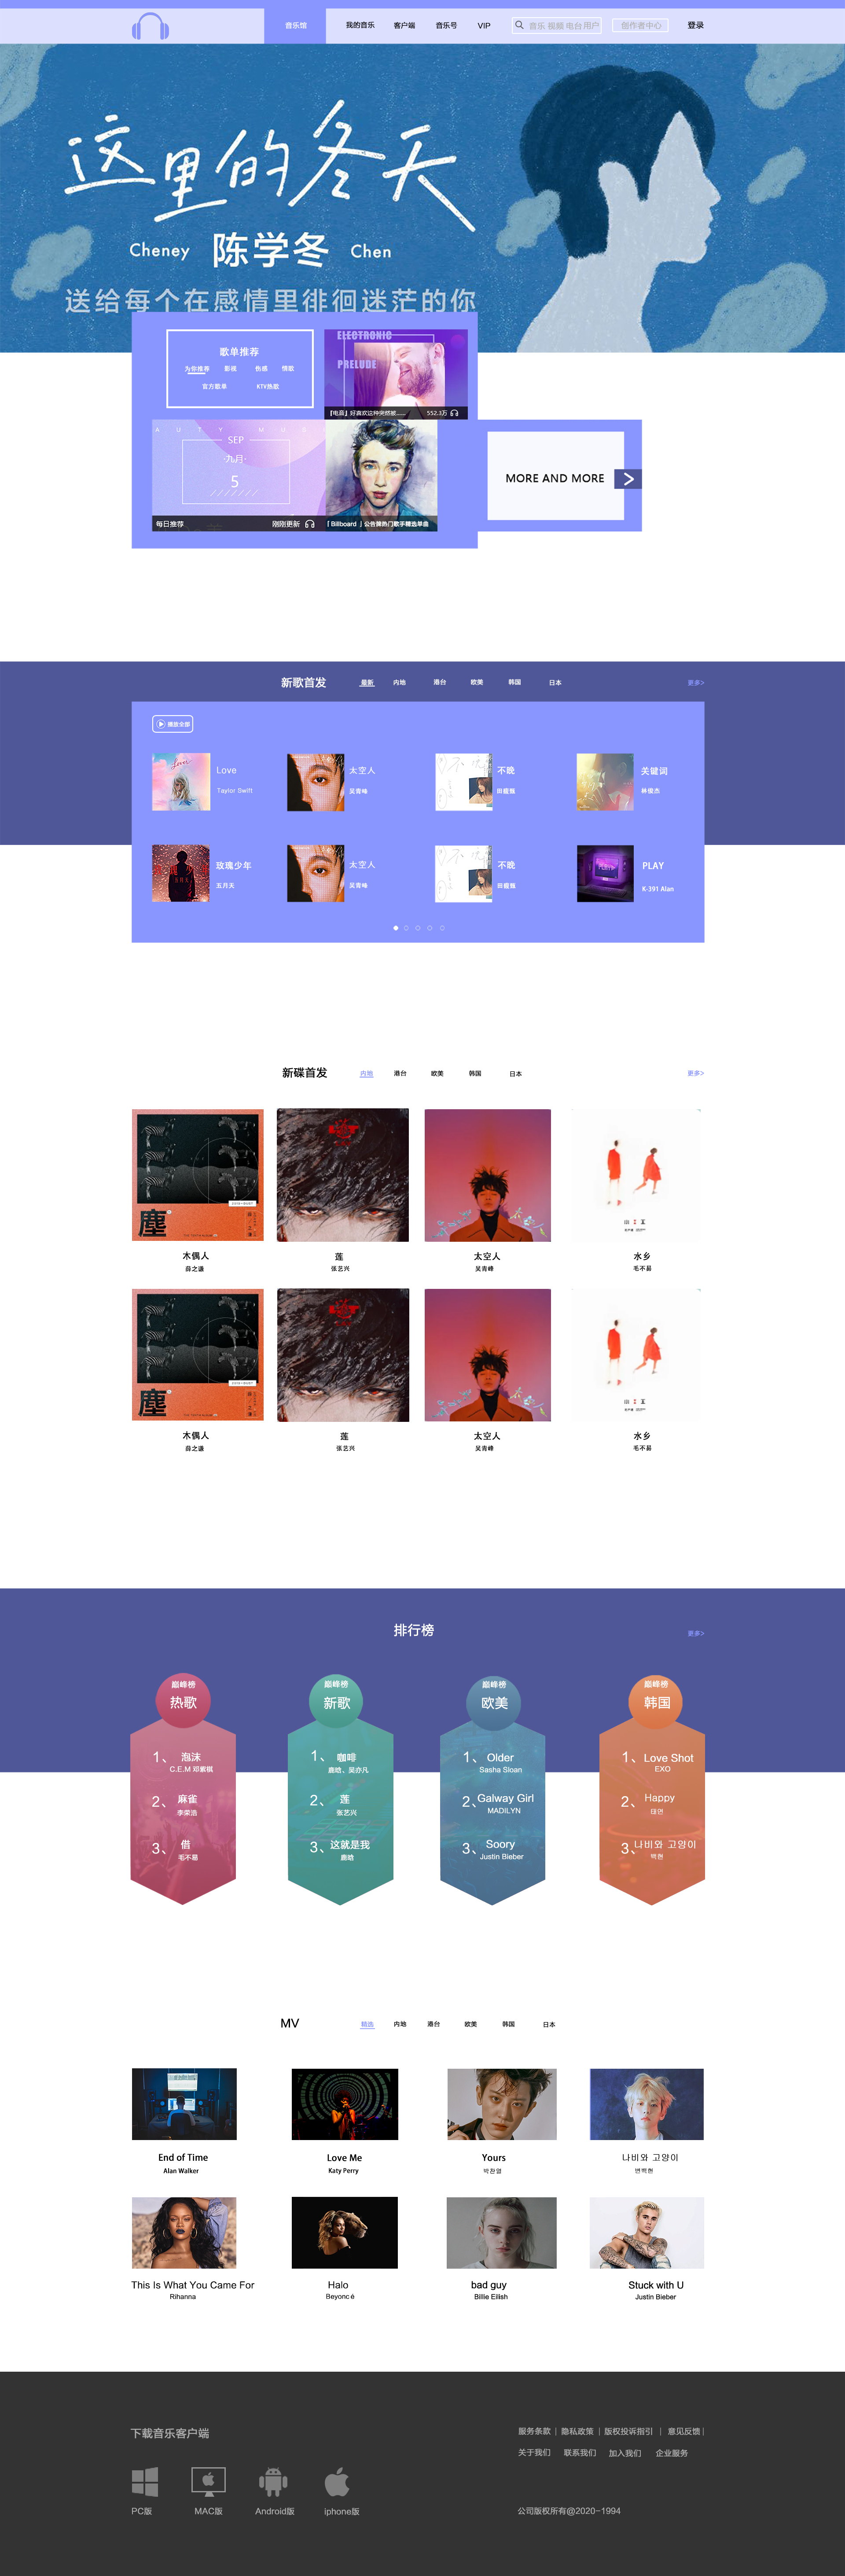 音乐馆 我的音乐 客户端 音乐号 VIP 音乐 视频 电台 用户 创作者中心 登录
这里的冬天
Cheney 陈学冬 Chen
送给每个在感情里徘徊迷茫的你
歌单推荐
为你推荐 影视 伤感 情歌
官方歌单 KTV热歌
ELECTRONIC
PRELUDE
『电音』好喜欢这种突然被...... 552.3万
A U T Y M U S
SEP
·九月·
5
每日推荐 刚刚更新
「Billboard 」公告牌热门歌手精选单曲
MORE AND MORE
新歌首发 最新 内地 港台 欧美 韩国 日本 更多>
播放全部
Love 太空人 不晚 关键词
Taylor Swift 吴青峰 田馥甄 林俊杰
玫瑰少年 太空人 不晚 PLAY
五月天 吴青峰 田馥甄 K-391 Alan
新碟首发 内地 港台 欧美 韩国 日本 更多>
塵
木偶人 莲 太空人 水乡
薛之谦 张艺兴 吴青峰 毛不易
塵
木偶人 莲 太空人 水乡
薛之谦 张艺兴 吴青峰 毛不易
排行榜 更多>
巅峰榜 巅峰榜 巅峰榜 巅峰榜
热歌 新歌 欧美 韩国
1、 泡沫 1、 咖啡 1、 Older 1、 Love Shot
C.E.M 邓紫棋 鹿晗、吴亦凡 Sasha Sloan EXO
2、 麻雀 2、 莲 2、 Galway Girl 2、 Happy
李荣浩 张艺兴 MADILYN 태연
3、 借 3、 这就是我 3、 Soory 3、 나비와 고양이
毛不易 鹿晗 Justin Bieber 백현
MV 精选 内地 港台 欧美 韩国 日本
End of Time Love Me Yours 나비와 고양이
Alan Walker Katy Perry 박찬열 변백현
This Is What You Came For Halo bad guy Stuck with U
Rihanna Beyonc é Billie Eilish Justin Bieber
下载音乐客户端
服务条款 | 隐私政策 | 版权投诉指引 | 意见反馈 |
关于我们 联系我们 加入我们 企业服务
PC版 MAC版 Android版 iphone版
公司版权所有@2020-1994